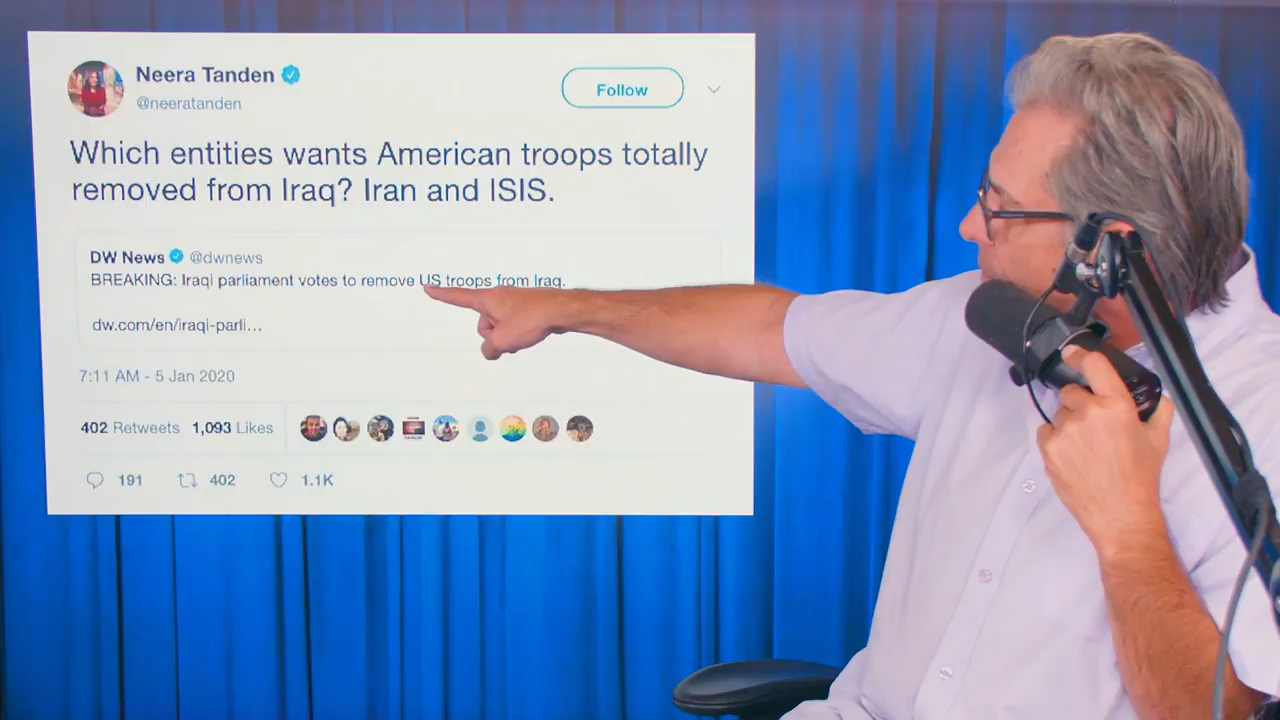 Neera Tanden
@neeratanden
Follow
Which entities wants American troops totally
removed from Iraq? Iran and ISIS.
DW News @dwnews
BREAKING: Iraqi parliament votes to remove US troops from Iraq.
dw.com/en/iraqi-parli...
7:11 AM - 5 Jan 2020
402 Retweets 1,093 Likes
191 402 1.1K